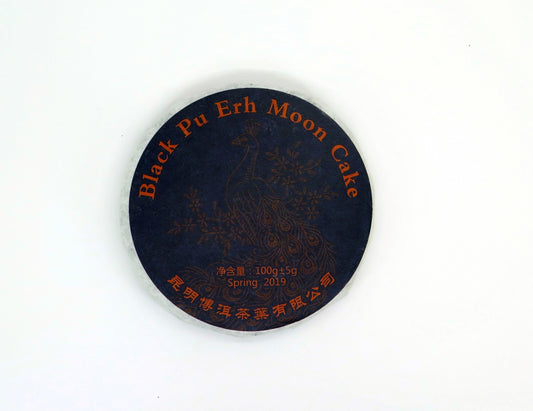 Black Pu Erh Moon Cake
净含量：100g±5g
Spring 2019
昆明博洱茶葉有限公司